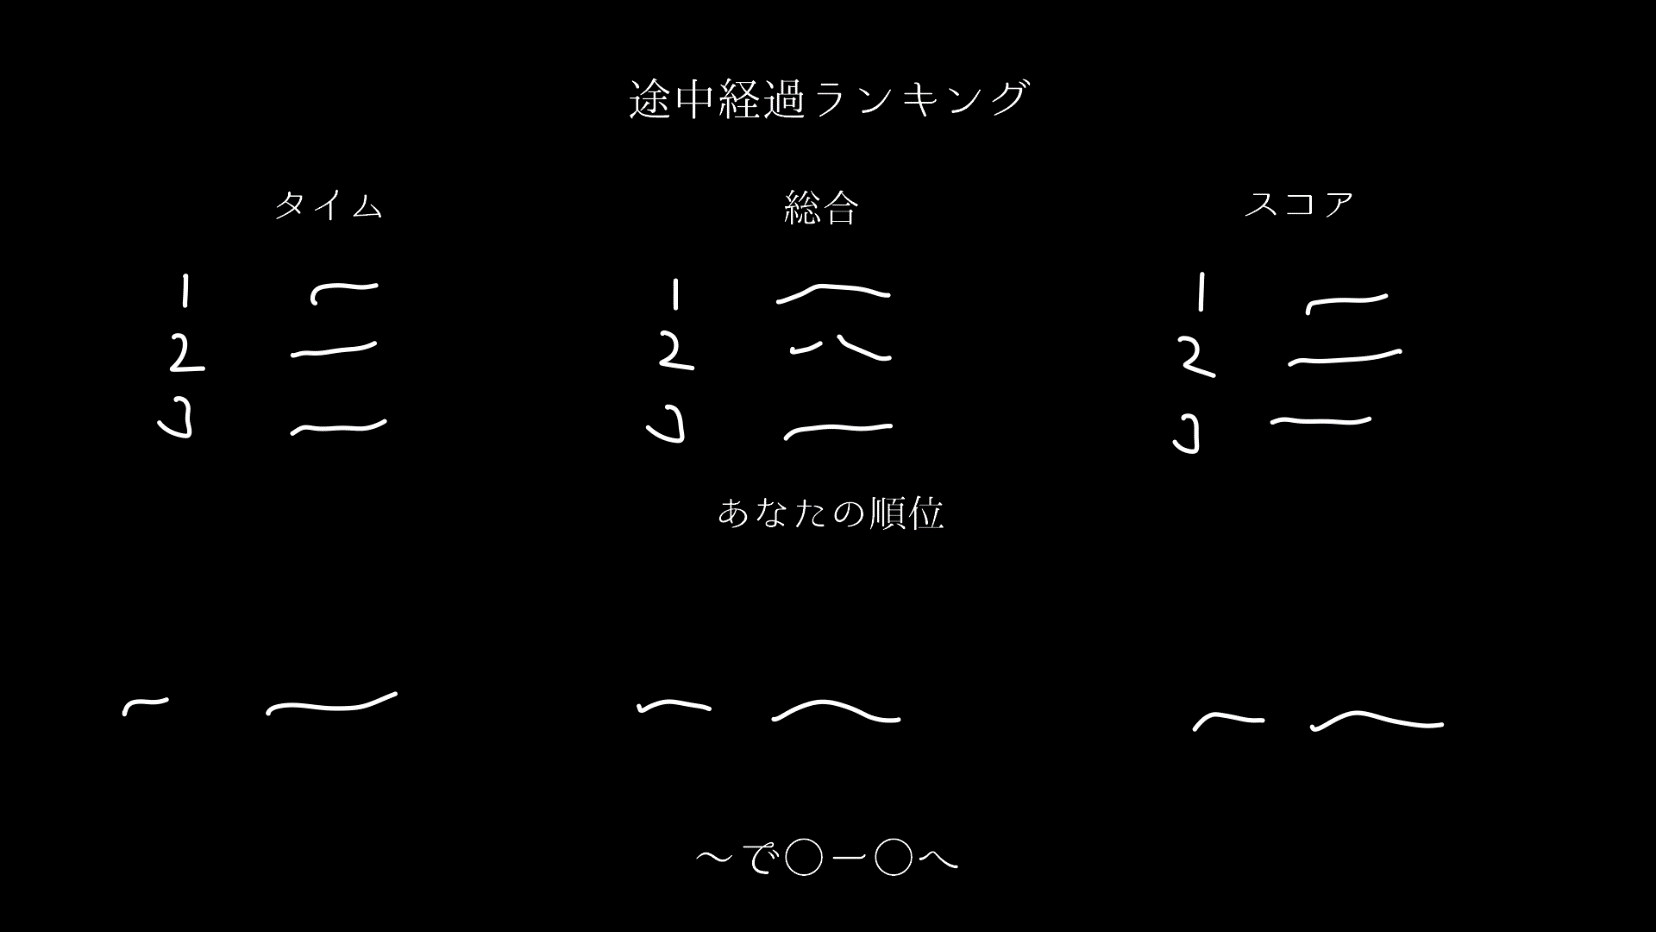 途中経過ランキング
タイム 総合 スコア
1 1 1
2 2 2
3 3 3
あなたの順位
～で〇ー〇へ